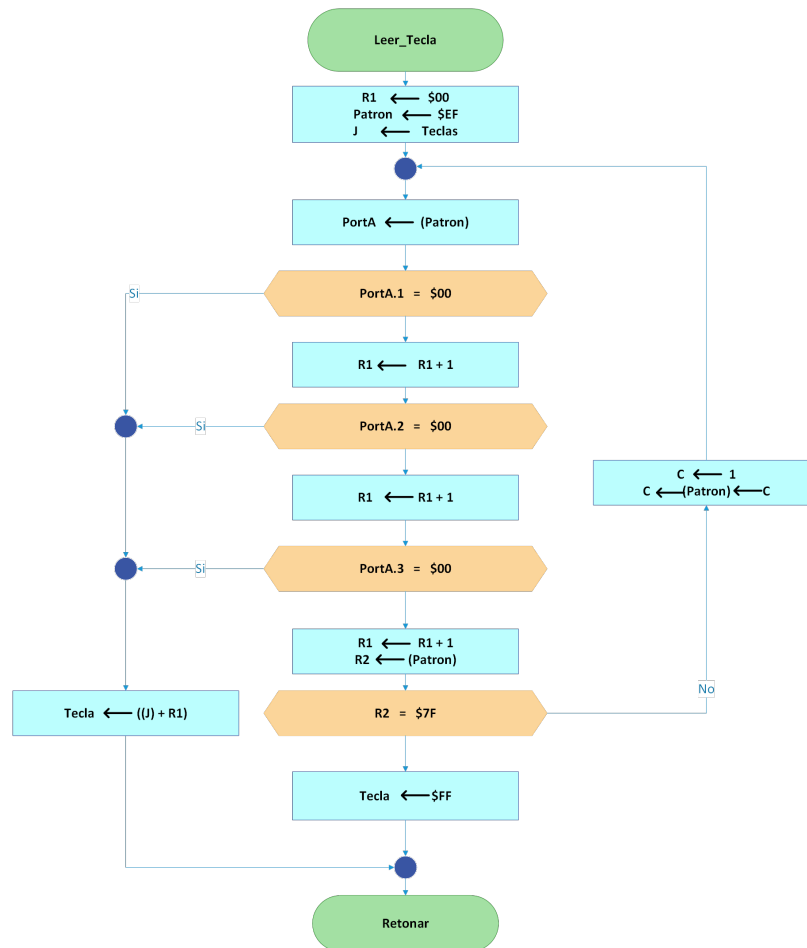 Leer_Tecla
R1 ← $00
Patron ← $EF
J ← Teclas
PortA ← (Patron)
PortA.1 = $00
Si
R1 ← R1 + 1
PortA.2 = $00
Si
C ← 1
C ← (Patron) ← C
R1 ← R1 + 1
PortA.3 = $00
Si
R1 ← R1 + 1
R2 ← (Patron)
No
Tecla ← ((J) + R1)
R2 = $7F
Tecla ← $FF
Retonar